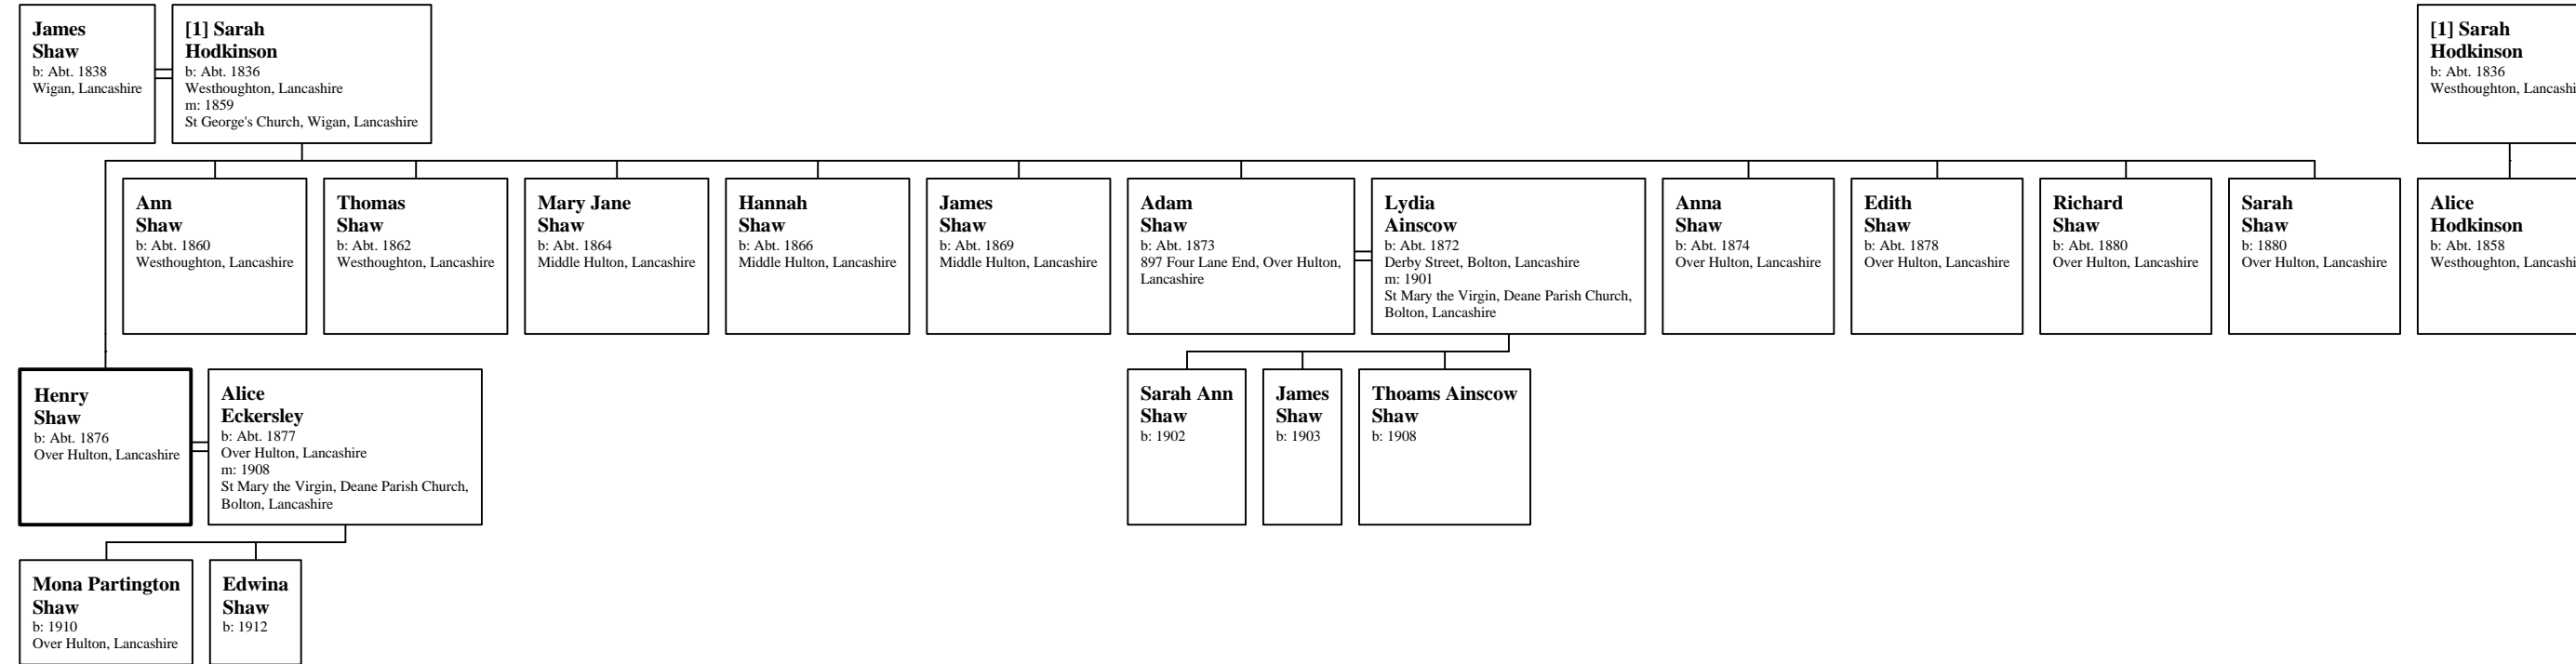 James
Shaw
b: Abt. 1838
Wigan, Lancashire
[1] Sarah
Hodkinson
b: Abt. 1836
Westhoughton, Lancashire
m: 1859
St George's Church, Wigan, Lancashire
[1] Sarah
Hodkinson
b: Abt. 1836
Westhoughton, Lancashi
Ann
Shaw
b: Abt. 1860
Westhoughton, Lancashire
Thomas
Shaw
b: Abt. 1862
Westhoughton, Lancashire
Mary Jane
Shaw
b: Abt. 1864
Middle Hulton, Lancashire
Hannah
Shaw
b: Abt. 1866
Middle Hulton, Lancashire
James
Shaw
b: Abt. 1869
Middle Hulton, Lancashire
Adam
Shaw
b: Abt. 1873
897 Four Lane End, Over Hulton,
Lancashire
Lydia
Ainscow
b: Abt. 1872
Derby Street, Bolton, Lancashire
m: 1901
St Mary the Virgin, Deane Parish Church,
Bolton, Lancashire
Anna
Shaw
b: Abt. 1874
Over Hulton, Lancashire
Edith
Shaw
b: Abt. 1878
Over Hulton, Lancashire
Richard
Shaw
b: Abt. 1880
Over Hulton, Lancashire
Sarah
Shaw
b: 1880
Over Hulton, Lancashire
Alice
Hodkinson
b: Abt. 1858
Westhoughton, Lancashi
Henry
Shaw
b: Abt. 1876
Over Hulton, Lancashire
Alice
Eckersley
b: Abt. 1877
Over Hulton, Lancashire
m: 1908
St Mary the Virgin, Deane Parish Church,
Bolton, Lancashire
Sarah Ann
Shaw
b: 1902
James
Shaw
b: 1903
Thoams Ainscow
Shaw
b: 1908
Mona Partington
Shaw
b: 1910
Over Hulton, Lancashire
Edwina
Shaw
b: 1912